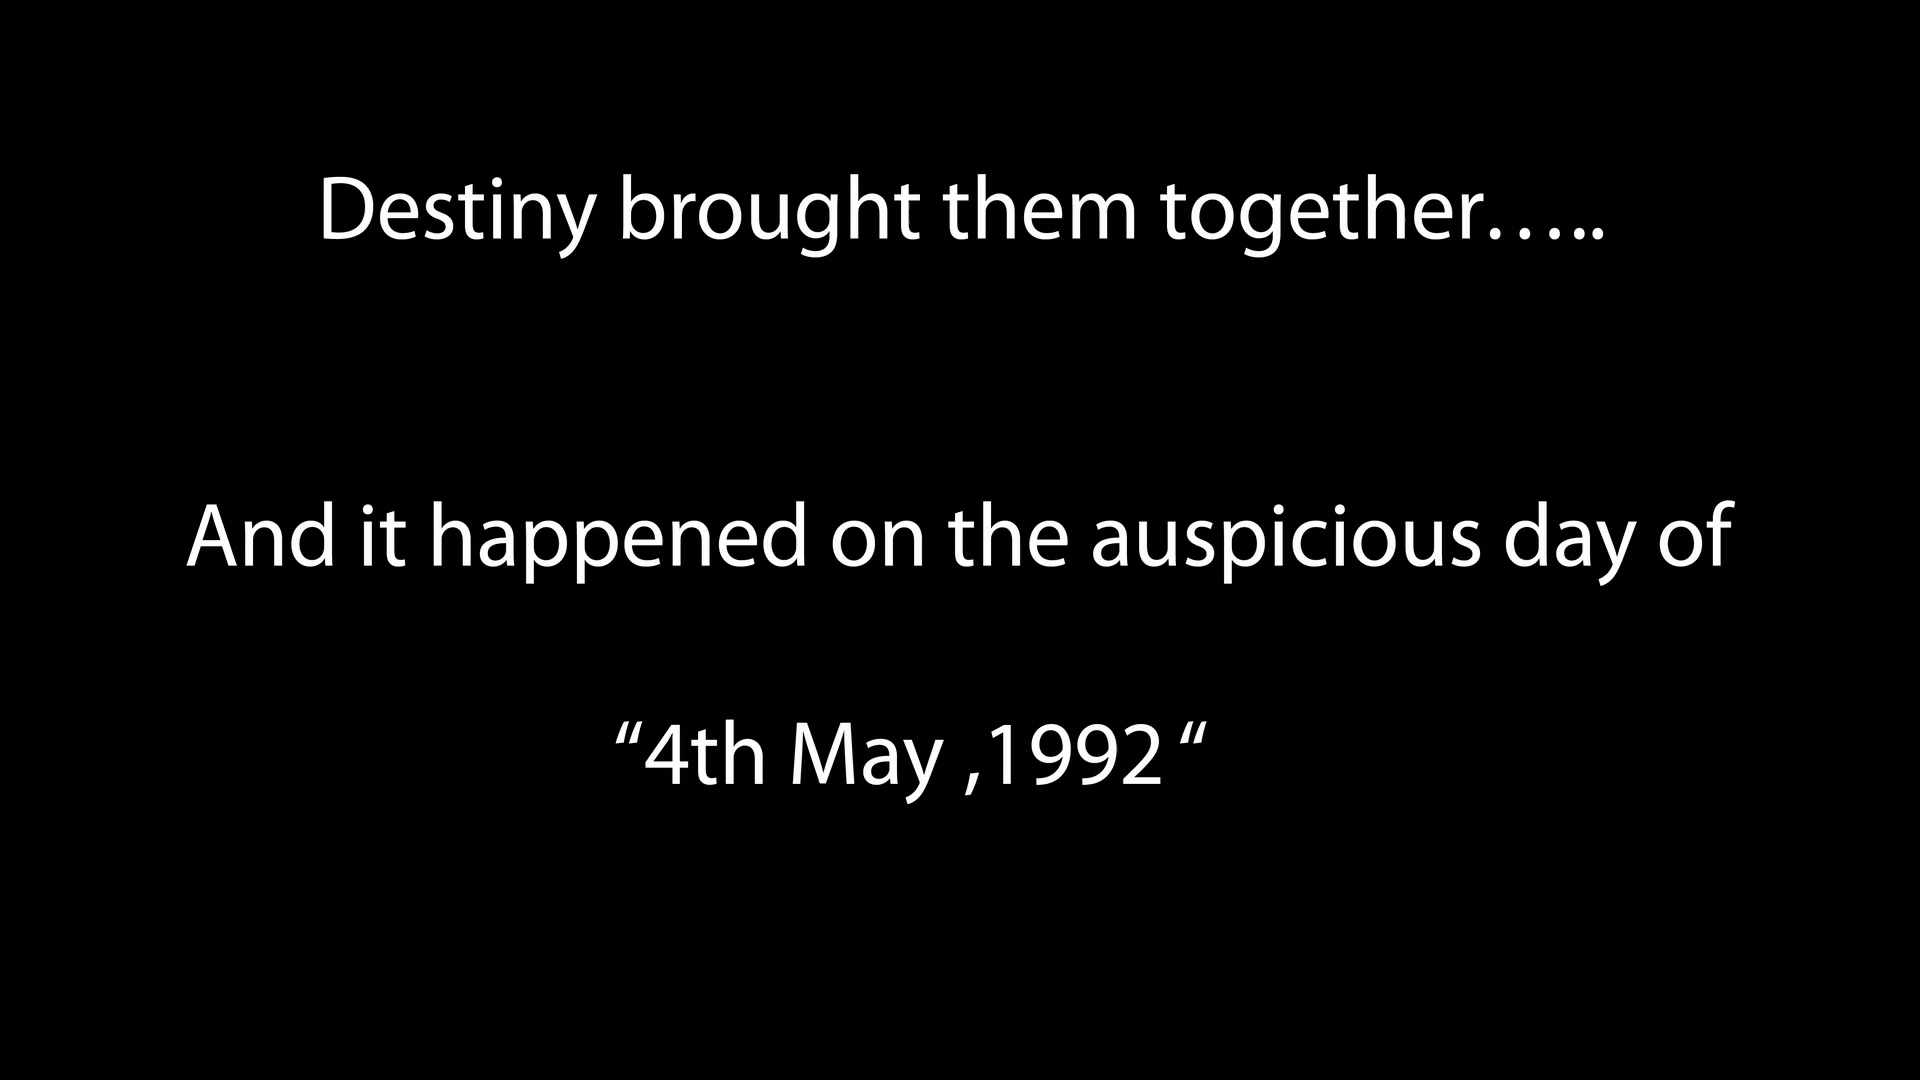 Destiny brought them together.....
And it happened on the auspicious day of
“4th May ,1992 “